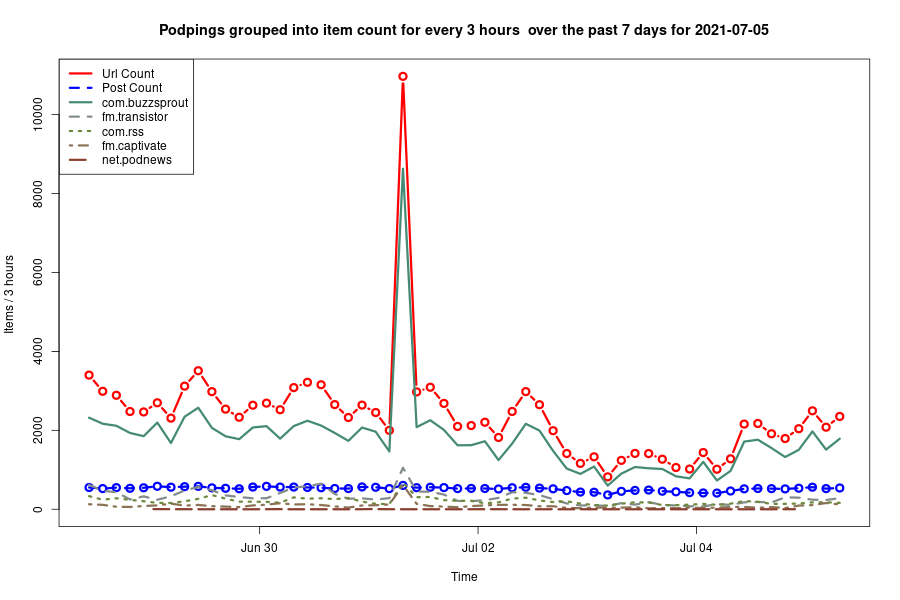 Podpings grouped into item count for every 3 hours  over the past 7 days for 2021-07-05
Url Count
Post Count
com.buzzsprout
fm.transistor
com.rss
fm.captivate
net.podnews
10000
8000
6000
4000
2000
0
Items / 3 hours
Jun 30
Jul 02
Jul 04
Time